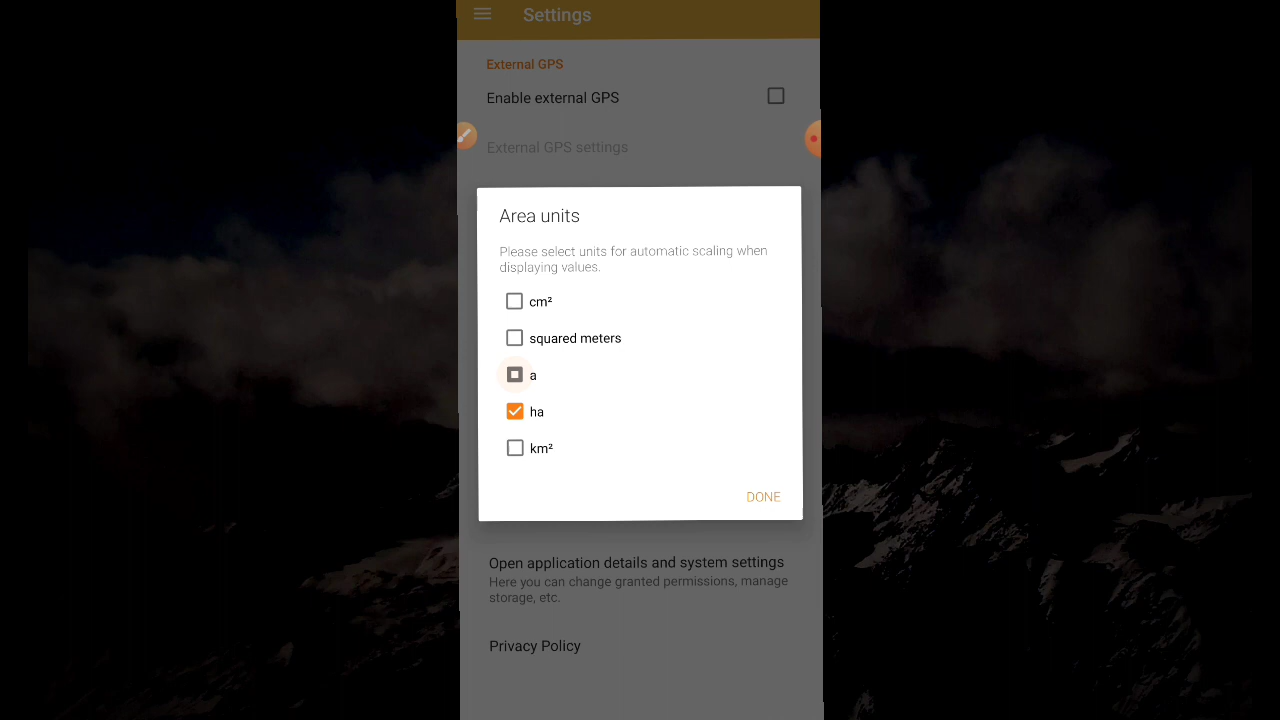 Settings
External GPS
Enable external GPS
External GPS settings
Area units
Please select units for automatic scaling when
displaying values.
cm²
squared meters
a
ha
km²
DONE
Open application details and system settings
Here you can change granted permissions, manage
storage, etc.
Privacy Policy